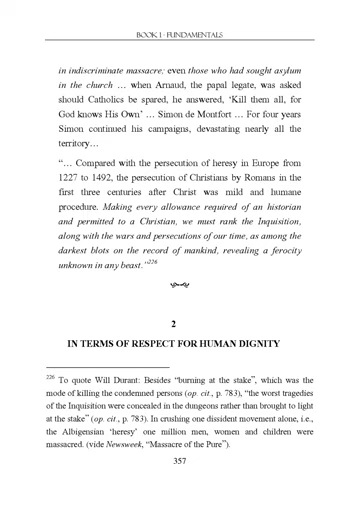 BOOK I - FUNDAMENTALS
in indiscriminate massacre; even those who had sought asylum
in the church … when Arnaud, the papal legate, was asked
should Catholics be spared, he answered, ‘Kill them all, for
God knows His Own’ … Simon de Montfort … For four years
Simon continued his campaigns, devastating nearly all the
territory…
“… Compared with the persecution of heresy in Europe from
1227 to 1492, the persecution of Christians by Romans in the
first three centuries after Christ was mild and humane
procedure. Making every allowance required of an historian
and permitted to a Christian, we must rank the Inquisition,
along with the wars and persecutions of our time, as among the
darkest blots on the record of mankind, revealing a ferocity
unknown in any beast.”226
2
IN TERMS OF RESPECT FOR HUMAN DIGNITY
226 To quote Will Durant: Besides “burning at the stake”, which was the
mode of killing the condemned persons (op. cit., p. 783), “the worst tragedies
of the Inquisition were concealed in the dungeons rather than brought to light
at the stake” (op. cit., p. 783). In crushing one dissident movement alone, i.e.,
the Albigensian ‘heresy’ one million men, women and children were
massacred. (vide Newsweek, “Massacre of the Pure”).
357